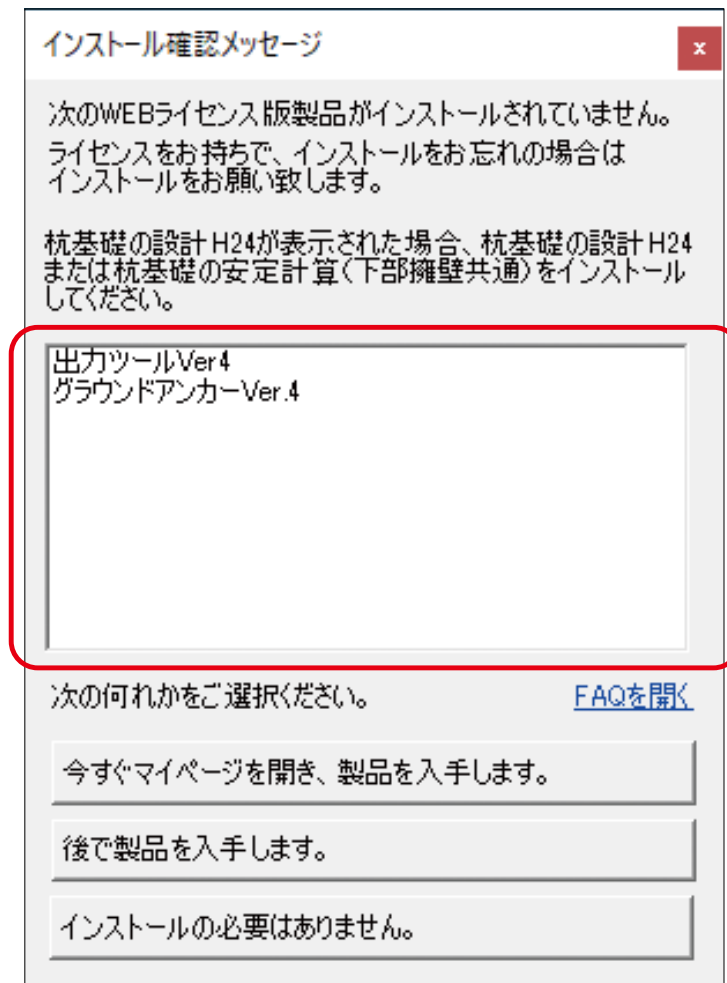 インストール確認メッセージ
x
次のWEBライセンス版製品がインストールされていません。
ライセンスをお持ちで、インストールをお忘れの場合は
インストールをお願い致します。
杭基礎の設計H24が表示された場合、杭基礎の設計H24
または杭基礎の安定計算(下部擁壁共通)をインストール
してください。
出力ツールVer4
グラウンドアンカーVer.4
次の何れかをご選択ください。
FAQを開く
今すぐマイページを開き、製品を入手します。
後で製品を入手します。
インストールの必要はありません。